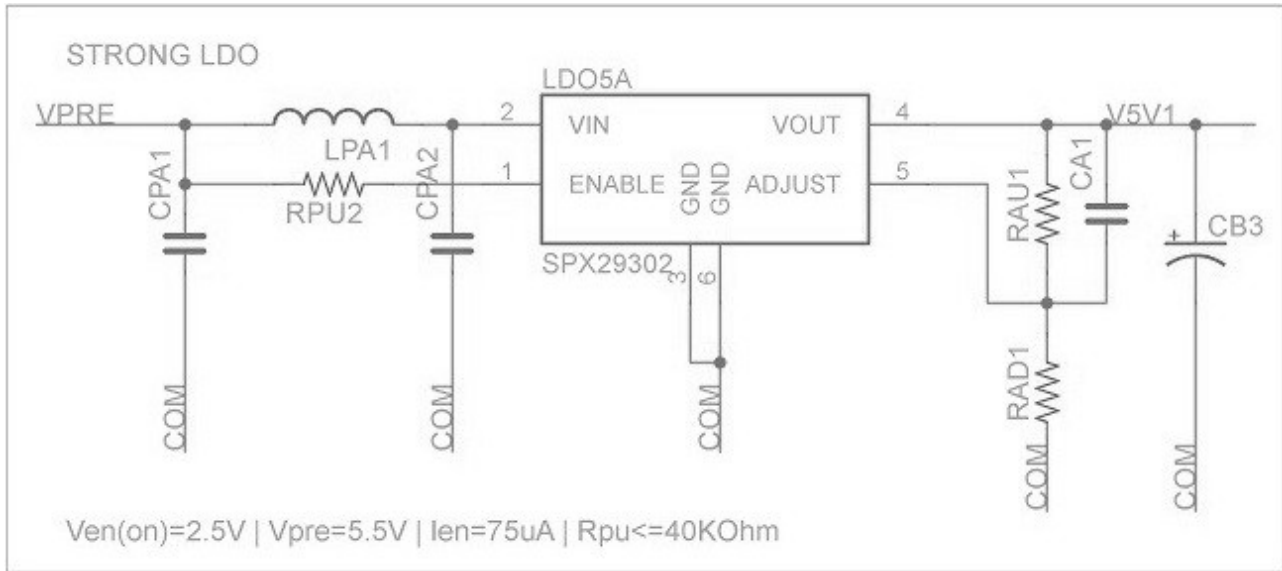 STRONG LDO
LDO5A
VPRE
2
VIN
VOUT
4
V5V1
LPA1
CPA1
CPA2
1
ENABLE
GND
GND
ADJUST
5
RPU2
RAU1
CA1
CB3
+
SPX29302
3
6
RAD1
COM
COM
COM
COM
COM
Ven(on)=2.5V | Vpre=5.5V | Ien=75uA | Rpu<=40KOhm